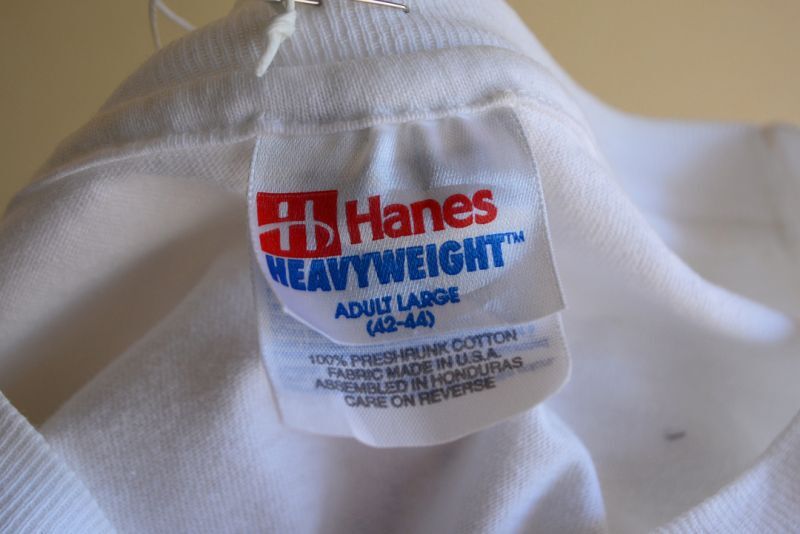 Hanes
HEAVYWEIGHT™
ADULT LARGE
(42-44)
100% PRESHRUNK COTTON
FABRIC MADE IN U.S.A.
ASSEMBLED IN HONDURAS
CARE ON REVERSE